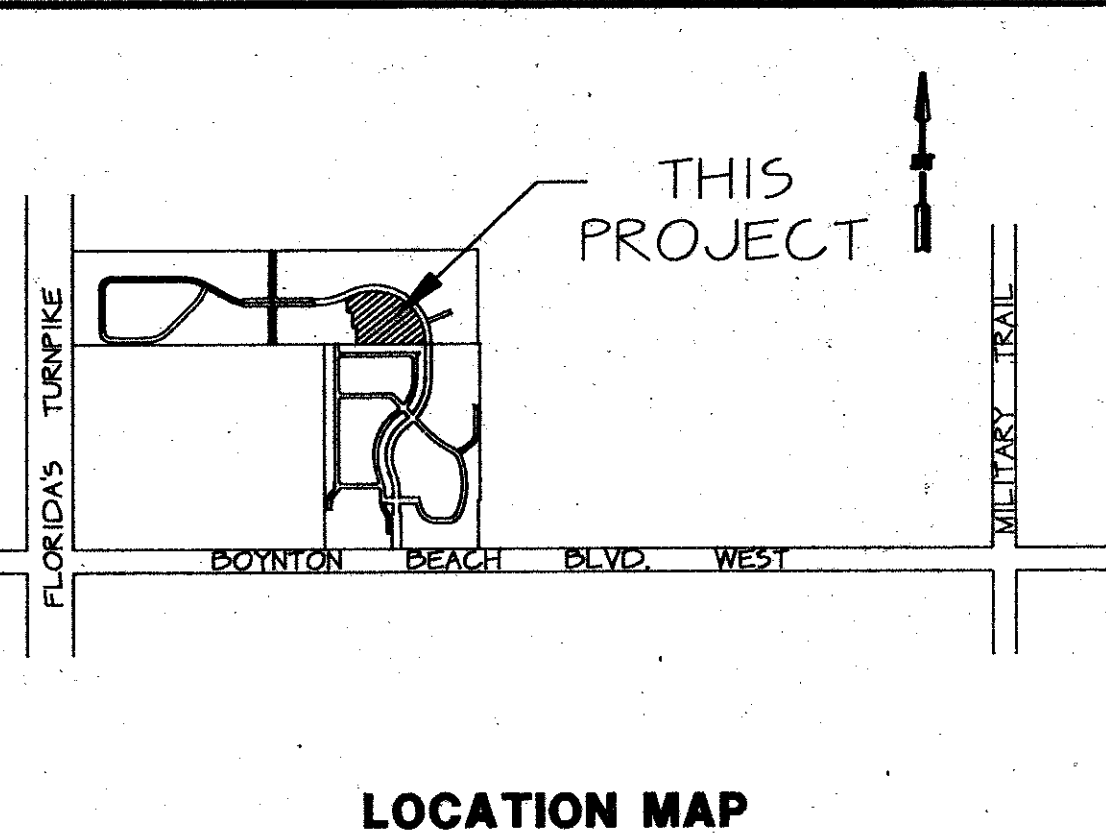 THIS
PROJECT
FLORIDA'S TURNPIKE
MILITARY TRAIL
BOYNTON BEACH BLVD. WEST
LOCATION MAP